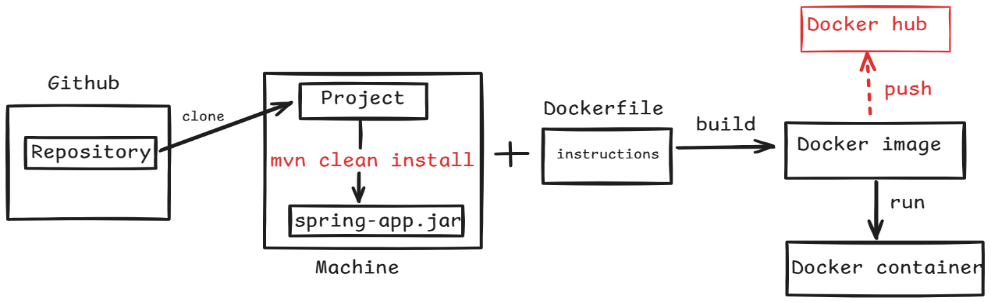 Github
Repository
clone
Project
mvn clean install
spring-app.jar
Machine
Dockerfile
instructions
build
Docker hub
push
Docker image
run
Docker container